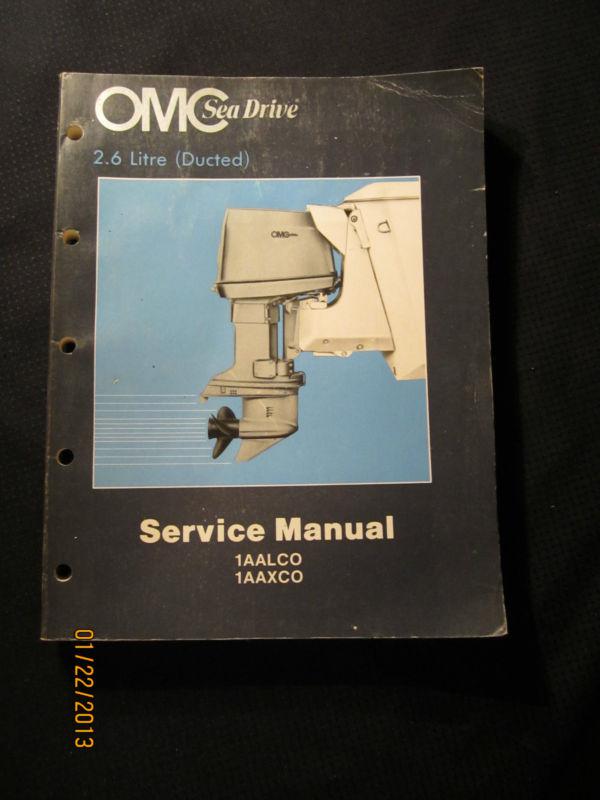 OMC Sea Drive®
2.6 Litre (Ducted)
OMC
Service Manual
1AALCO
1AAXCO
01/22/2013